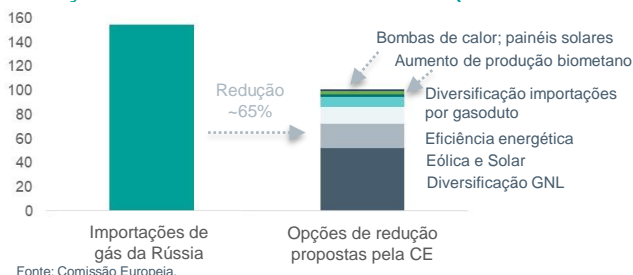 160
140
120
100
80
60
40
20
0
Redução
~65%
Bombas de calor; painéis solares
Aumento de produção biometano
Diversificação importações
por gasoduto
Eficiência energética
Eólica e Solar
Diversificação GNL
Importações de
gás da Rússia
Opções de redução
propostas pela CE
Fonte: Comissão Europeia.